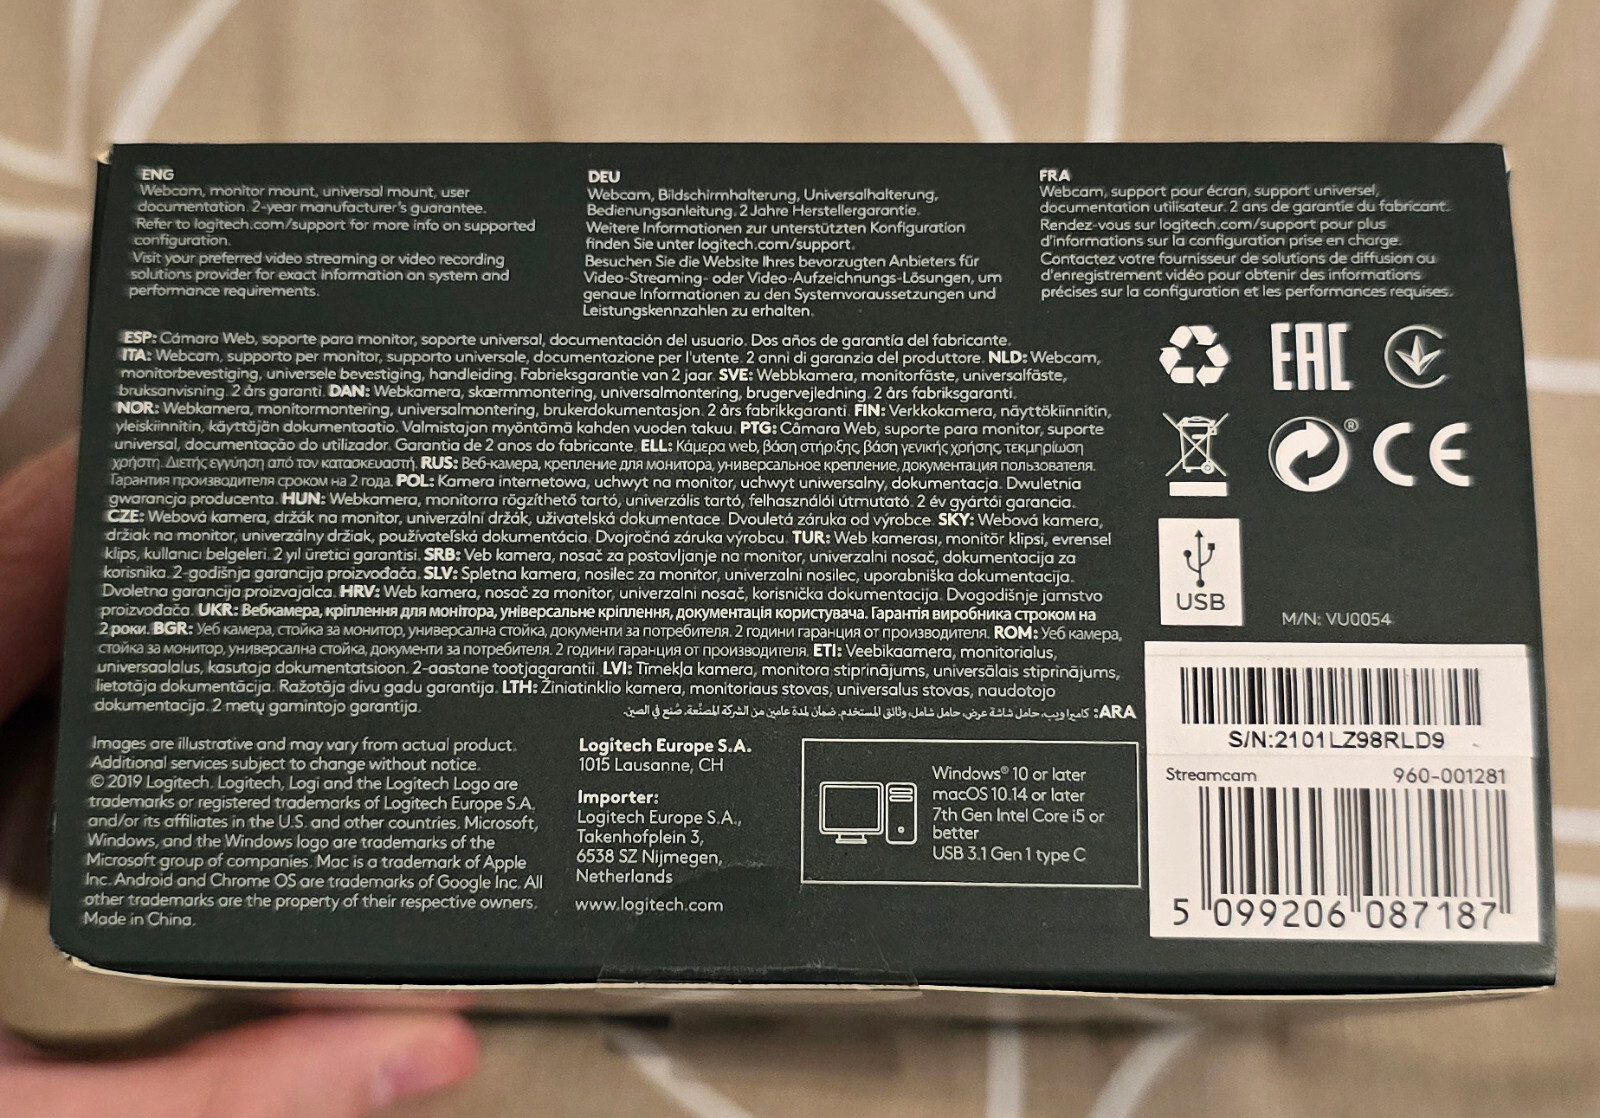 ENG
Webcam, monitor mount, universal mount, user
documentation. 2-year manufacturer's guarantee.
Refer to logitech.com/support for more info on supported
configuration.
Visit your preferred video streaming or video recording
solutions provider for exact information on system and
performance requirements.
DEU
Webcam, Bildschirmhalterung, Universalhalterung,
Bedienungsanleitung. 2 Jahre Herstellergarantie.
Weitere Informationen zur unterstützten Konfiguration
finden Sie unter logitech.com/support.
Besuchen Sie die Website Ihres bevorzugten Anbieters für
Video-Streaming- oder Video-Aufzeichnungs-Lösungen, um
genaue Informationen zu den Systemvoraussetzungen und
Leistungskennzahlen zu erhalten.
FRA
Webcam, support pour écran, support universel,
documentation utilisateur. 2 ans de garantie du fabricant.
Rendez-vous sur logitech.com/support pour plus
d'informations sur la configuration prise en charge.
Contactez votre fournisseur de solutions de diffusion ou
d'enregistrement vidéo pour obtenir des informations
précises sur la configuration et les performances requises.
ESP: Cámara Web, soporte para monitor, soporte universal, documentación del usuario. Dos años de garantía del fabricante.
ITA: Webcam, supporto per monitor, supporto universale, documentazione per l'utente. 2 anni di garanzia del produttore. NLD: Webcam,
monitorbevestiging, universele bevestiging, handleiding. Fabrieksgarantie van 2 jaar. SVE: Webbkamera, monitorfäste, universalfäste,
bruksanvisning. 2 års garanti. DAN: Webkamera, skærmmontering, universalmontering, brugervejledning. 2 års fabriksgaranti.
NOR: Webkamera, monitormontering, universalmontering, brukerdokumentasjon. 2 års fabrikkgaranti. FIN: Verkkokamera, näyttökiinnitin,
yleiskiinnitin, käyttäjän dokumentaatio. Valmistajan myöntämä kahden vuoden takuu. PTG: Câmara Web, suporte para monitor, suporte
universal, documentação do utilizador. Garantia de 2 anos do fabricante. ELL: Κάμερα web, βάση στήριξης, βάση γενικής χρήσης, τεκμηρίωση
χρήστη. Διετής εγγύηση από τον κατασκευαστή. RUS: Веб-камера, крепление для монитора, универсальное крепление, документация пользователя.
Гарантия производителя сроком на 2 года. POL: Kamera internetowa, uchwyt na monitor, uchwyt uniwersalny, dokumentacja. Dwuletnia
gwarancja producenta. HUN: Webkamera, monitorra rögzíthető tartó, univerzális tartó, felhasználói útmutató. 2 év gyártói garancia.
CZE: Webová kamera, držák na monitor, univerzální držák, uživatelská dokumentace. Dvouletá záruka od výrobce. SKY: Webová kamera,
držiak na monitor, univerzálny držiak, používateľská dokumentácia. Dvojročná záruka výrobcu. TUR: Web kamerası, monitör klipsi, evrensel
klips, kullanıcı belgeleri. 2 yıl üretici garantisi. SRB: Veb kamera, nosač za postavljanje na monitor, univerzalni nosač, dokumentacija za
korisnika. 2-godišnja garancija proizvođača. SLV: Spletna kamera, nosilec za monitor, univerzalni nosilec, uporabniška dokumentacija.
Dvoletna garancija proizvajalca. HRV: Web kamera, nosač za monitor, univerzalni nosač, korisnička dokumentacija. Dvogodišnje jamstvo
proizvođača. UKR: Вебкамера, кріплення для монітора, універсальне кріплення, документація користувача. Гарантія виробника строком на
2 роки. BGR: Уеб камера, стойка за монитор, универсална стойка, документи за потребителя. 2 години гаранция от производителя. ROM: Уеб камера,
стойка за монитор, универсална стойка, документи за потребителя. 2 години гаранция от производителя. ETI: Veebikaamera, monitorialus,
universaalalus, kasutaja dokumentatsioon. 2-aastane tootjagarantii. LVI: Tīmekļa kamera, monitora stiprinājums, universālais stiprinājums,
lietotāja dokumentācija. Ražotāja divu gadu garantija. LTH: Žiniatinklio kamera, monitoriaus stovas, universalus stovas, naudotojo
dokumentacija. 2 metų gamintojo garantija.
ARA: كاميرا ويب، حامل شاشة عرض، حامل شامل، وثائق المستخدم. ضمان لمدة عامين من الشركة المصنّعة. صُنع في الصين.
Images are illustrative and may vary from actual product.
Additional services subject to change without notice.
© 2019 Logitech. Logitech, Logi and the Logitech Logo are
trademarks or registered trademarks of Logitech Europe S.A.
and/or its affiliates in the U.S. and other countries. Microsoft,
Windows, and the Windows logo are trademarks of the
Microsoft group of companies. Mac is a trademark of Apple
Inc. Android and Chrome OS are trademarks of Google Inc. All
other trademarks are the property of their respective owners.
Made in China.
Logitech Europe S.A.
1015 Lausanne, CH
Importer:
Logitech Europe S.A.,
Takenhofplein 3,
6538 SZ Nijmegen,
Netherlands
www.logitech.com
Windows® 10 or later
macOS 10.14 or later
7th Gen Intel Core i5 or
better
USB 3.1 Gen 1 type C
EAC
®
CE
USB
M/N: VU0054
S/N:2101LZ98RLD9
Streamcam 960-001281
5 099206 087187